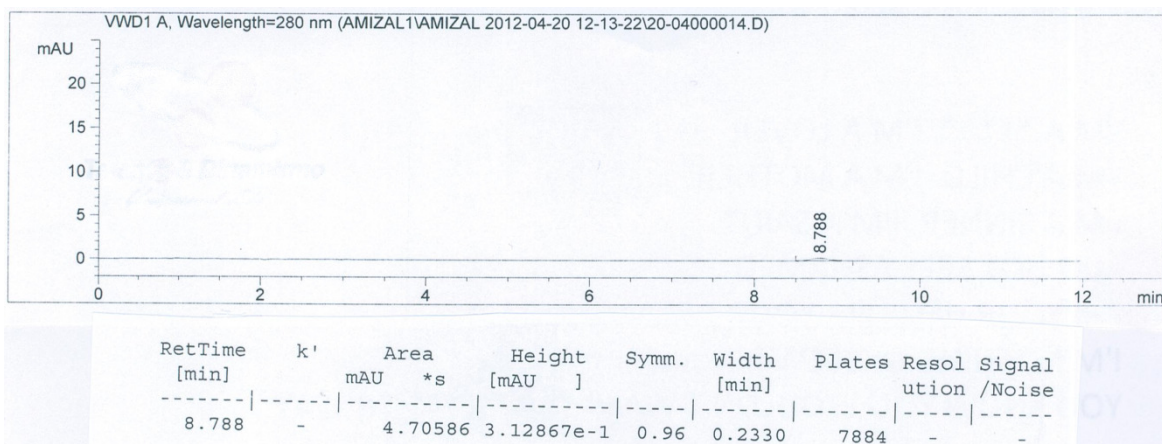 VWD1 A, Wavelength=280 nm (AMIZAL1\AMIZAL 2012-04-20 12-13-22\20-04000014.D)
mAU
20
15
10
5
0
8.788
0 2 4 6 8 10 12 min
RetTime k' Area Height Symm. Width Plates Resol Signal
[min] mAU *s [mAU ] [min] ution /Noise
-------|------|--------|--------|-----|------|-------|-----|------
8.788 - 4.70586 3.12867e-1 0.96 0.2330 7884 - -
I'M
YO